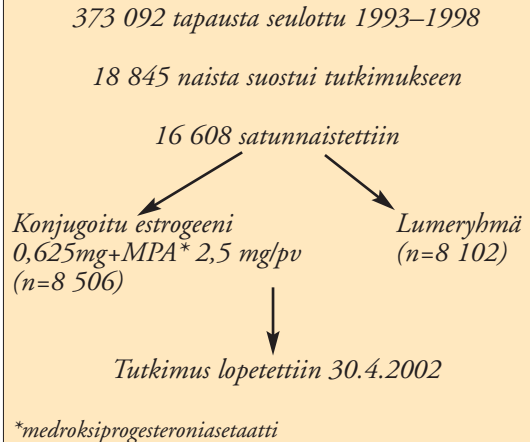 373 092 tapausta seulottu 1993–1998
18 845 naista suostui tutkimukseen
16 608 satunnaistettiin
Konjugoitu estrogeeni
0,625mg+MPA* 2,5 mg/pv
(n=8 506)
Lumeryhmä
(n=8 102)
Tutkimus lopetettiin 30.4.2002
*medroksiprogesteroniasetaatti